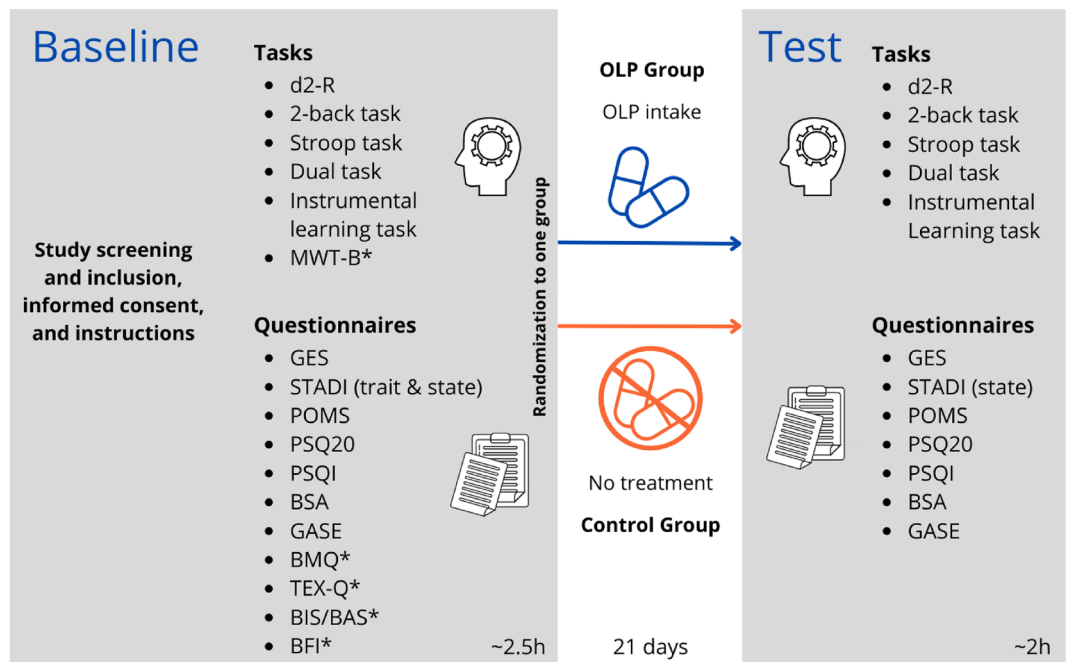 Baseline
Study screening
and inclusion,
informed consent,
and instructions
Tasks
d2-R
2-back task
Stroop task
Dual task
Instrumental
learning task
MWT-B*
Questionnaires
GES
STADI (trait & state)
POMS
PSQ20
PSQI
BSA
GASE
BMQ*
TEX-Q*
BIS/BAS*
BFI*
~2.5h
Randomization to one group
OLP Group
OLP intake
No treatment
Control Group
21 days
Test
Tasks
d2-R
2-back task
Stroop task
Dual task
Instrumental
Learning task
Questionnaires
GES
STADI (state)
POMS
PSQ20
PSQI
BSA
GASE
~2h